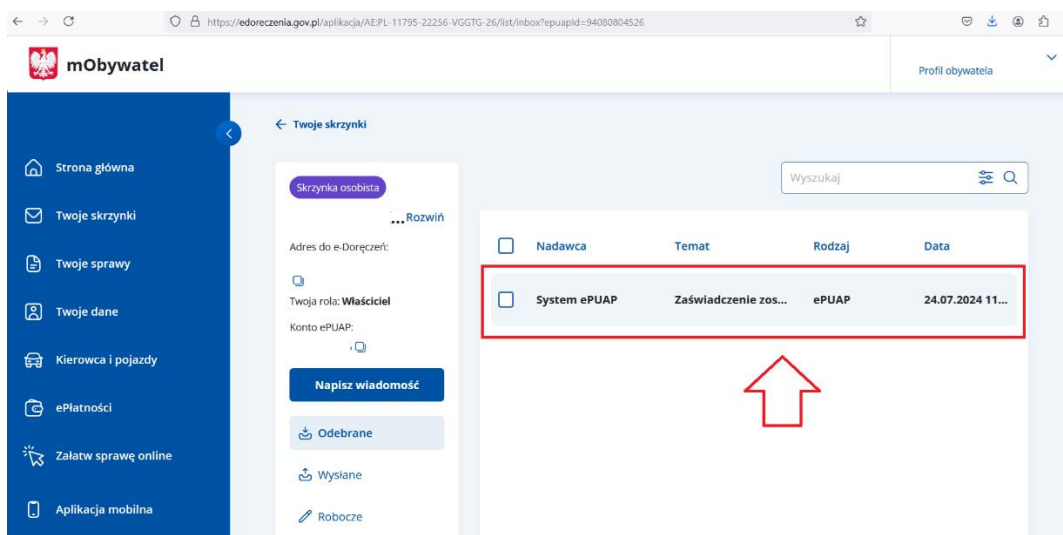 https://edoreczenia.gov.pl/aplikacja/AE:PL-11795-22256-VGGTG-26/list/inbox?epuapId=94080804526
mObywatel
Profil obywatela
Strona główna
Twoje skrzynki
Twoje sprawy
Twoje dane
Kierowca i pojazdy
ePłatności
Załatw sprawę online
Aplikacja mobilna
Twoje skrzynki
Skrzynka osobista
...Rozwiń
Adres do e-Doręczeń:
Twoja rola: Właściciel
Konto ePUAP:
Napisz wiadomość
Odebrane
Wysłane
Robocze
Wyszukaj
Nadawca Temat Rodzaj Data
System ePUAP Zaświadczenie zos... ePUAP 24.07.2024 11...